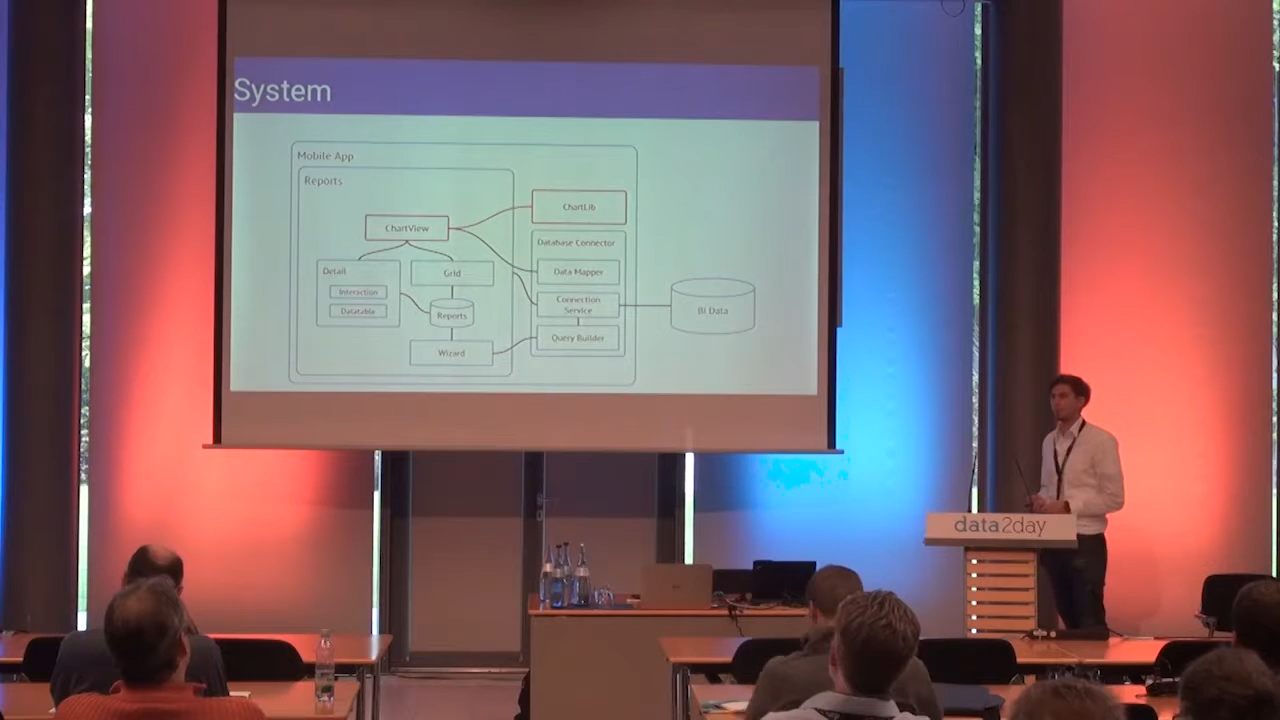 System
Mobile App
Reports
ChartLib
ChartView
Database Connector
Detail
Grid
Data Mapper
Interaction
Connection
Service
Datatable
Reports
BI Data
Query Builder
Wizard
data2day